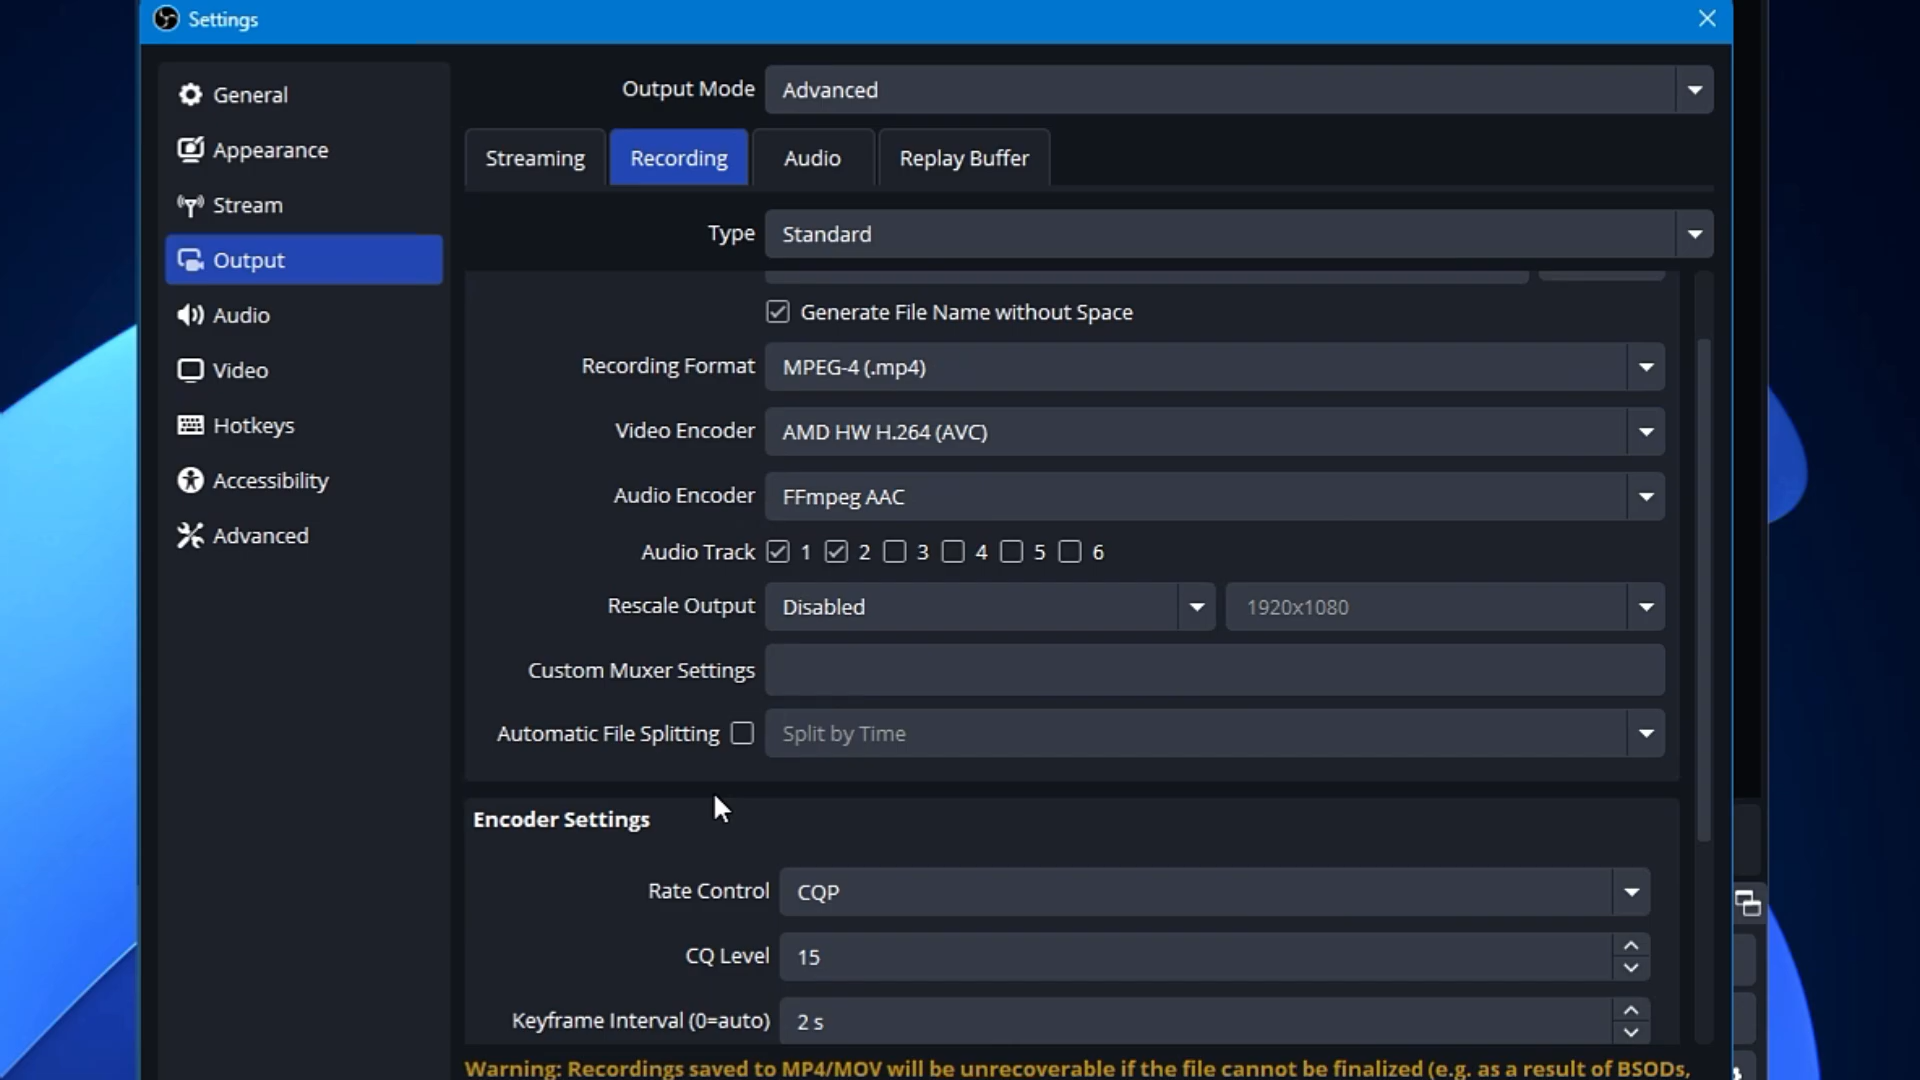 Settings
General
Appearance
Stream
Output
Audio
Video
Hotkeys
Accessibility
Advanced
Output Mode Advanced
Streaming Recording Audio Replay Buffer
Type Standard
Generate File Name without Space
Recording Format MPEG-4 (.mp4)
Video Encoder AMD HW H.264 (AVC)
Audio Encoder FFmpeg AAC
Audio Track 1 2 3 4 5 6
Rescale Output Disabled 1920x1080
Custom Muxer Settings
Automatic File Splitting Split by Time
Encoder Settings
Rate Control CQP
CQ Level 15
Keyframe Interval (0=auto) 2 s
Warning: Recordings saved to MP4/MOV will be unrecoverable if the file cannot be finalized (e.g. as a result of BSODs,